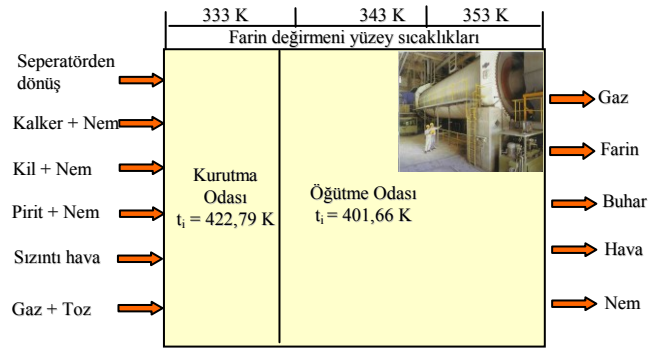 333 K 343 K 353 K
Farin değirmeni yüzey sıcaklıkları
Seperatörden
dönüş
Kalker + Nem
Kil + Nem
Pirit + Nem
Sızıntı hava
Gaz + Toz
Kurutma
Odası
tᵢ = 422,79 K
Öğütme Odası
tᵢ = 401,66 K
Gaz
Farin
Buhar
Hava
Nem